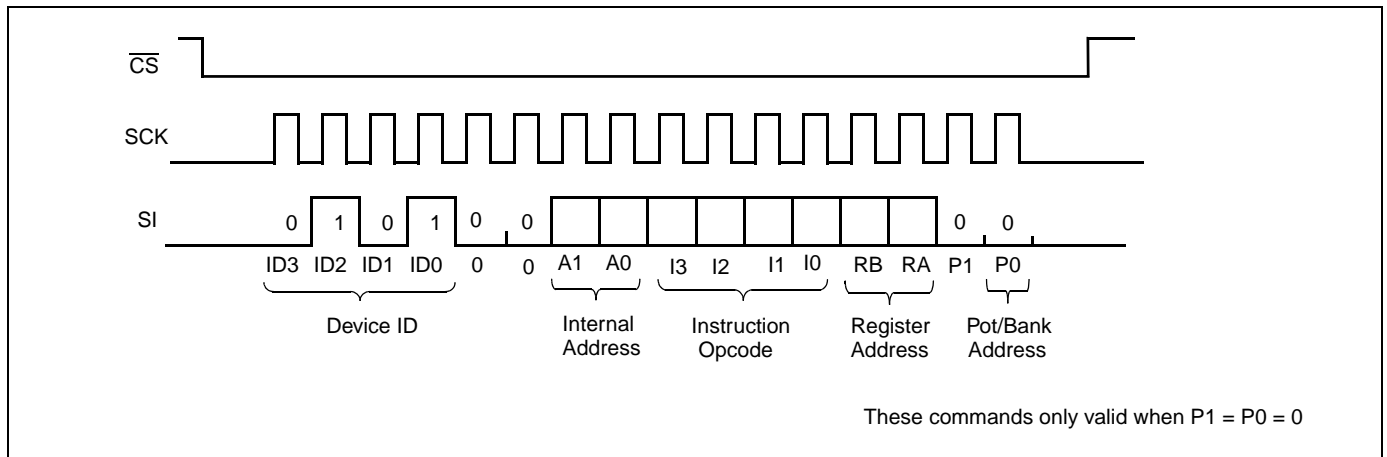 CS
SCK
SI
0 1 0 1 0 0 0 0
ID3 ID2 ID1 ID0 0 0 A1 A0 I3 I2 I1 I0 RB RA P1 P0
Device ID
Internal
Address
Instruction
Opcode
Register
Address
Pot/Bank
Address
These commands only valid when P1 = P0 = 0